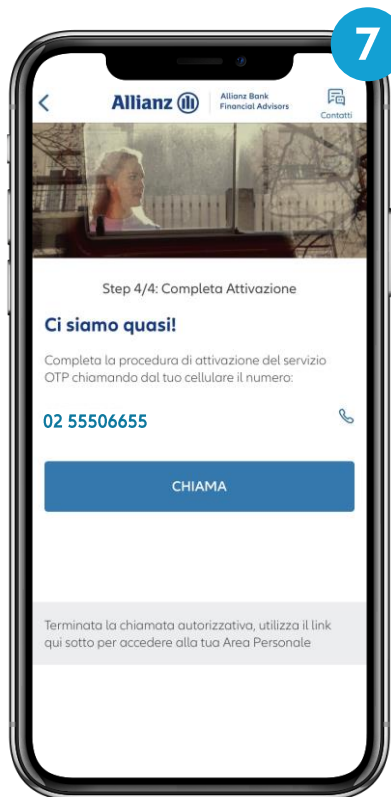 7
Allianz
Allianz Bank
Financial Advisors
Contatti
Step 4/4: Completa Attivazione
Ci siamo quasi!
Completa la procedura di attivazione del servizio
OTP chiamando dal tuo cellulare il numero:
02 55506655
CHIAMA
Terminata la chiamata autorizzativa, utilizza il link
qui sotto per accedere alla tua Area Personale